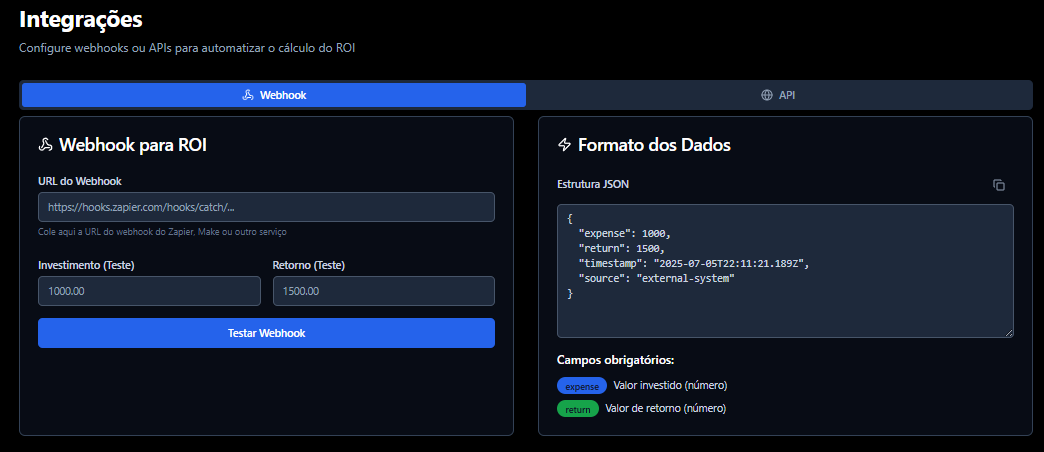 Integrações
Configure webhooks ou APIs para automatizar o cálculo do ROI
Webhook
API
Webhook para ROI
URL do Webhook
https://hooks.zapier.com/hooks/catch/...
Cole aqui a URL do webhook do Zapier, Make ou outro serviço
Investimento (Teste)
Retorno (Teste)
1000.00
1500.00
Testar Webhook
Formato dos Dados
Estrutura JSON
{
  "expense": 1000,
  "return": 1500,
  "timestamp": "2025-07-05T22:11:21.189Z",
  "source": "external-system"
}
Campos obrigatórios:
expense Valor investido (número)
return Valor de retorno (número)